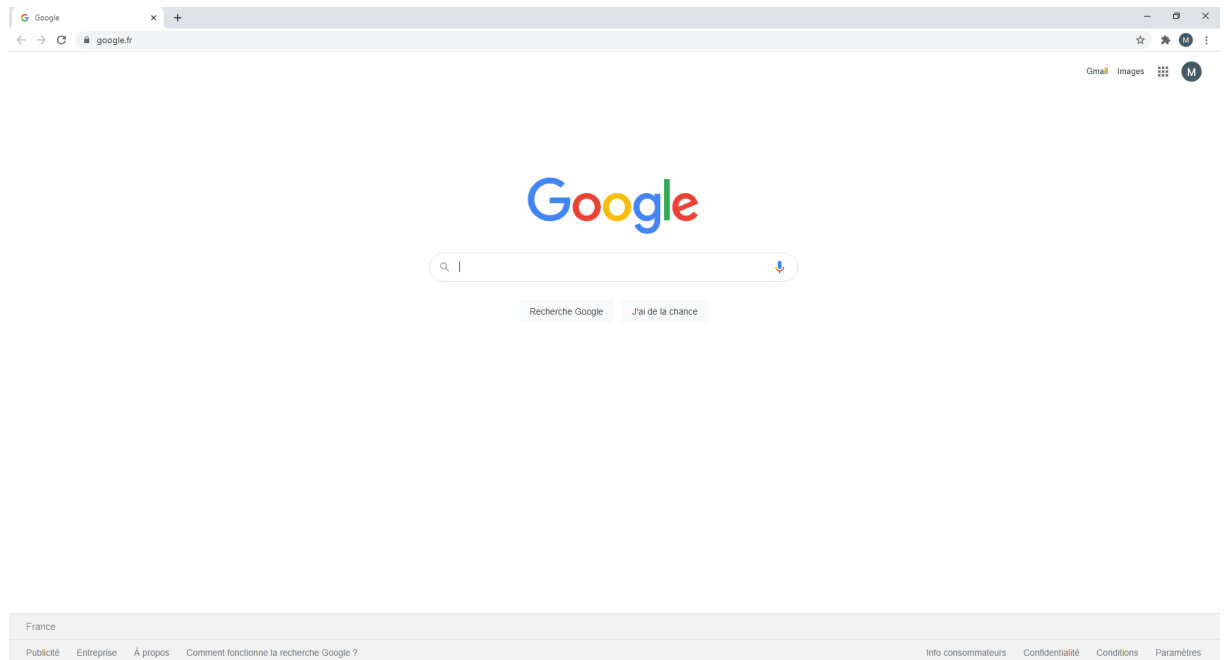 Google
google.fr
M
Gmail Images M
Google
Recherche Google J'ai de la chance
France
Publicité Entreprise À propos Comment fonctionne la recherche Google ? Info consommateurs Confidentialité Conditions Paramètres